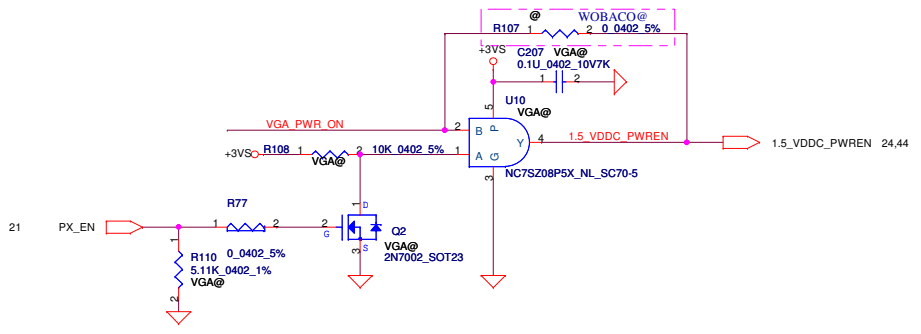 @ WOBACO@
R107 1 2 0_0402_5%
+3VS
C207 VGA@
0.1U_0402_10V7K
1 2
U10
VGA@
5
P
VGA_PWR_ON 2 B
Y 4 1.5_VDDC_PWREN
1.5_VDDC_PWREN 24,44
+3VS R108 1 2 10K_0402_5% 1 A
VGA@
G
3
NC7SZ08P5X_NL_SC70-5
R77
1 D
21 PX_EN 1 2 2 G
Q2
3 S
VGA@
2N7002_SOT23
0_0402_5%
1
R110
5.11K_0402_1%
VGA@
2